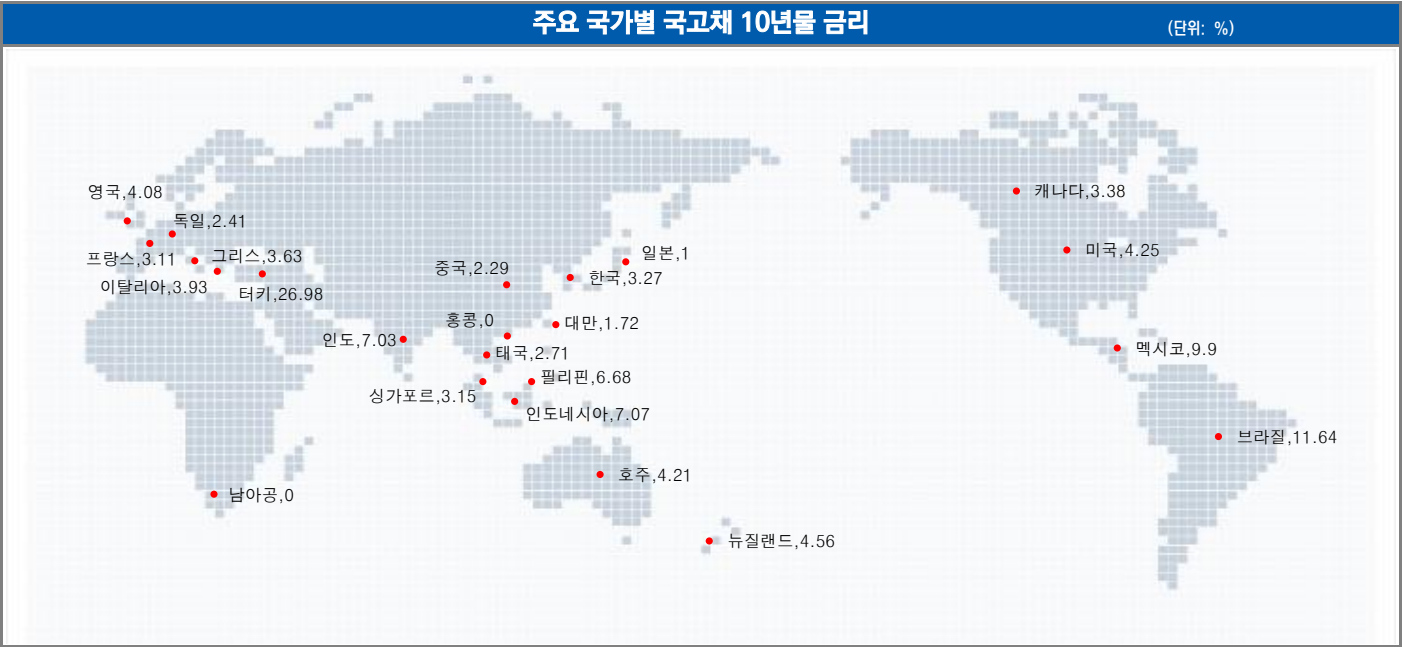 주요 국가별 국고채 10년물 금리
(단위: %)
영국,4.08
캐나다,3.38
독일,2.41
미국,4.25
프랑스,3.11
그리스,3.63
일본,1
중국,2.29
한국,3.27
이탈리아,3.93
터키,26.98
홍콩,0
대만,1.72
인도,7.03
태국,2.71
멕시코,9.9
필리핀,6.68
싱가포르,3.15
인도네시아,7.07
브라질,11.64
호주,4.21
남아공,0
뉴질랜드,4.56